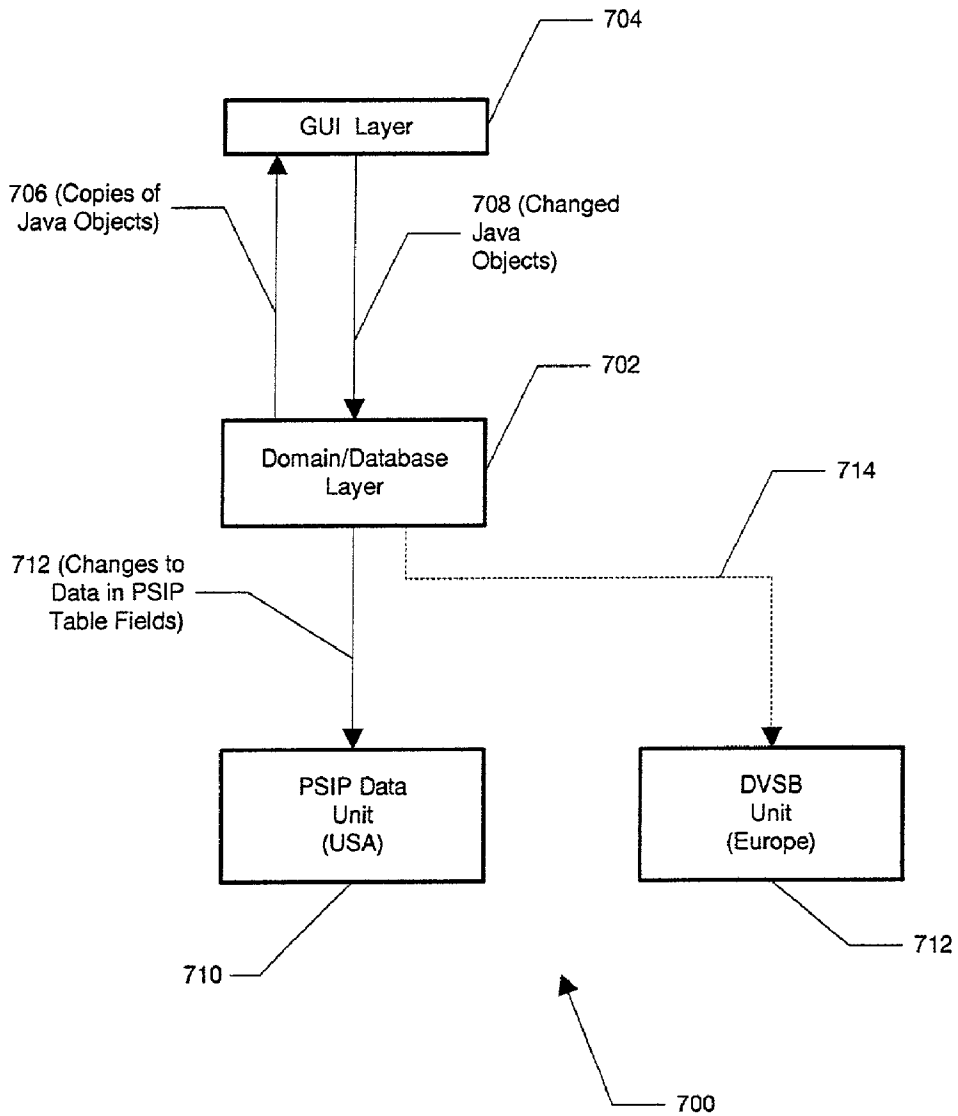 704
GUI Layer
706 (Copies of
Java Objects)
708 (Changed
Java
Objects)
702
Domain/Database
Layer
714
712 (Changes to
Data in PSIP
Table Fields)
PSIP Data
Unit
(USA)
DVSB
Unit
(Europe)
712
710
700